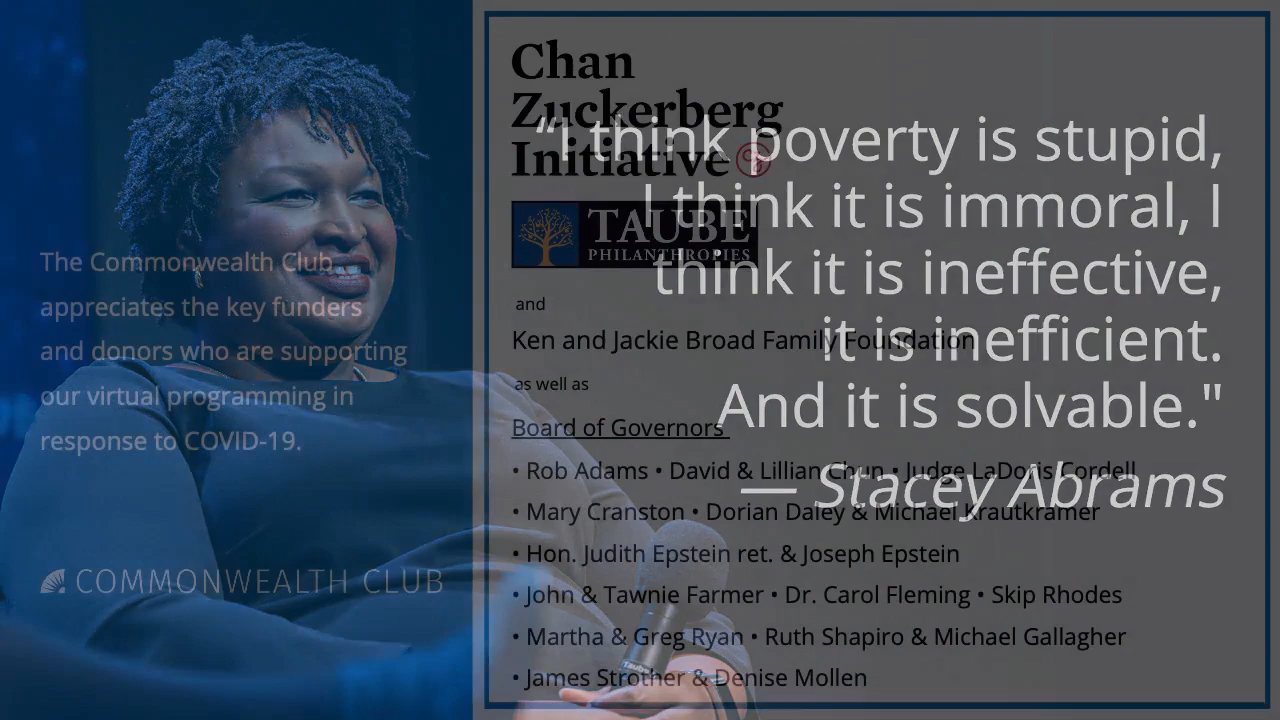 The Commonwealth Club
appreciates the key funders
and donors who are supporting
our virtual programming in
response to COVID-19.
COMMONWEALTH CLUB
Chan
Zuckerberg
Initiative
TAUBE
PHILANTHROPIES
and
Ken and Jackie Broad Family Foundation
as well as
Board of Governors
• Rob Adams • David & Lillian Chun • Judge LaDoris Cordell
• Mary Cranston • Dorian Daley & Michael Krautkramer
• Hon. Judith Epstein ret. & Joseph Epstein
• John & Tawnie Farmer • Dr. Carol Fleming • Skip Rhodes
• Martha & Greg Ryan • Ruth Shapiro & Michael Gallagher
• James Strother & Denise Mollen
“I think poverty is stupid,
I think it is immoral, I
think it is ineffective,
it is inefficient.
And it is solvable."
— Stacey Abrams
Taube